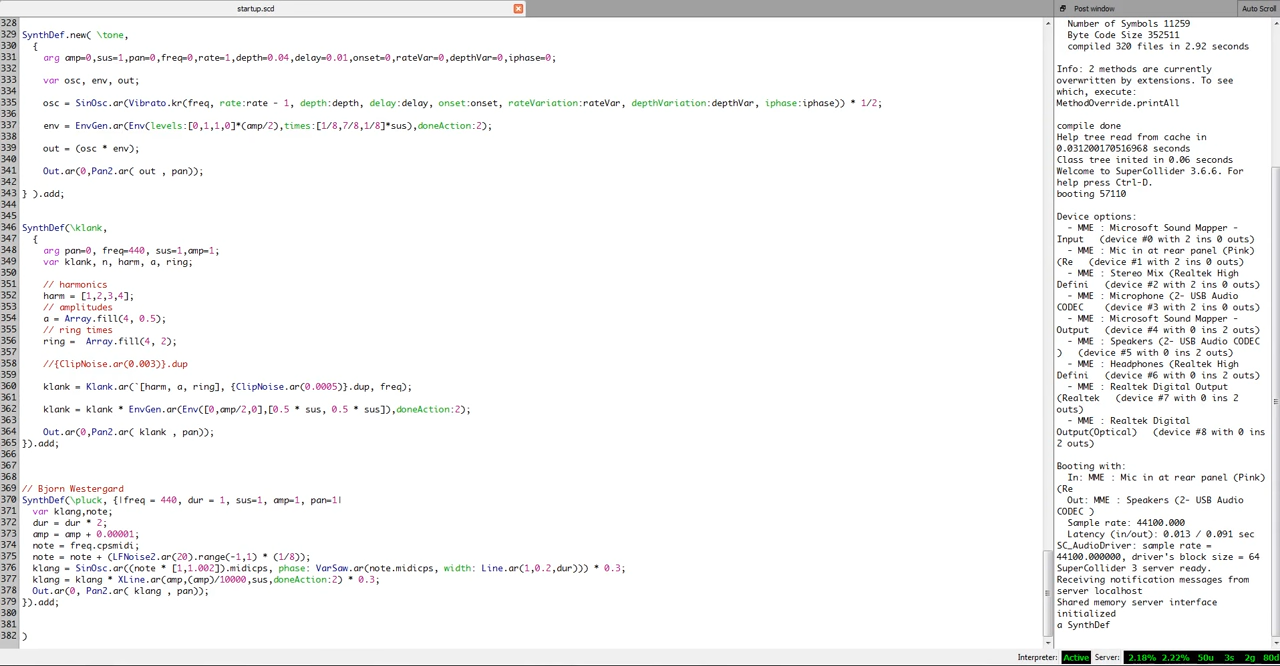 startup.scd
Post window
Auto Scroll
328
329 SynthDef.new( \tone,
330 {
331 arg amp=0,sus=1,pan=0,freq=0,rate=1,depth=0.04,delay=0.01,onset=0,rateVar=0,depthVar=0,iphase=0;
332
333 var osc, env, out;
334
335 osc = SinOsc.ar(Vibrato.kr(freq, rate:rate - 1, depth:depth, delay:delay, onset:onset, rateVariation:rateVar, depthVariation:depthVar, iphase:iphase)) * 1/2;
336
337 env = EnvGen.ar(Env(levels:[0,1,1,0]*(amp/2),times:[1/8,7/8,1/8]*sus),doneAction:2);
338
339 out = (osc * env);
340
341 Out.ar(0,Pan2.ar( out , pan));
342
343 } ).add;
344
345
346 SynthDef(\klank,
347 {
348 arg pan=0, freq=440, sus=1,amp=1;
349 var klank, n, harm, a, ring;
350
351 // harmonics
352 harm = [1,2,3,4];
353 // amplitudes
354 a = Array.fill(4, 0.5);
355 // ring times
356 ring =  Array.fill(4, 2);
357
358 //{ClipNoise.ar(0.003)}.dup
359
360 klank = Klank.ar(`[harm, a, ring], {ClipNoise.ar(0.0005)}.dup, freq);
361
362 klank = klank * EnvGen.ar(Env([0,amp/2,0],[0.5 * sus, 0.5 * sus]),doneAction:2);
363
364 Out.ar(0,Pan2.ar( klank , pan));
365 }).add;
366
367
368
369 // Bjorn Westergard
370 SynthDef(\pluck, {|freq = 440, dur = 1, sus=1, amp=1, pan=1|
371 var klang,note;
372 dur = dur * 2;
373 amp = amp + 0.00001;
374 note = freq.cpsmidi;
375 note = note + (LFNoise2.ar(20).range(-1,1) * (1/8));
376 klang = SinOsc.ar((note * [1,1.002]).midicps, phase: VarSaw.ar(note.midicps, width: Line.ar(1,0.2,dur))) * 0.3;
377 klang = klang * XLine.ar(amp,(amp)/10000,sus,doneAction:2) * 0.3;
378 Out.ar(0, Pan2.ar( klang , pan));
379 }).add;
380
381
382 )
Number of Symbols 11259
Byte Code Size 352511
compiled 320 files in 2.92 seconds
Info: 2 methods are currently
overwritten by extensions. To see
which, execute:
MethodOverride.printAll
compile done
Help tree read from cache in
0.031200170516968 seconds
Class tree inited in 0.06 seconds
Welcome to SuperCollider 3.6.6. For
help press Ctrl-D.
booting 57110
Device options:
- MME : Microsoft Sound Mapper -
Input   (device #0 with 2 ins 0 outs)
- MME : Mic in at rear panel (Pink)
(Re   (device #1 with 2 ins 0 outs)
- MME : Stereo Mix (Realtek High
Defini   (device #2 with 2 ins 0 outs)
- MME : Microphone (2- USB Audio
CODEC   (device #3 with 2 ins 0 outs)
- MME : Microsoft Sound Mapper -
Output   (device #4 with 0 ins 2 outs)
- MME : Speakers (2- USB Audio CODEC
)   (device #5 with 0 ins 2 outs)
- MME : Headphones (Realtek High
Defini   (device #6 with 0 ins 2 outs)
- MME : Realtek Digital Output
(Realtek   (device #7 with 0 ins 2
outs)
- MME : Realtek Digital
Output(Optical)   (device #8 with 0 ins
2 outs)
Booting with:
In: MME : Mic in at rear panel (Pink)
(Re
Out: MME : Speakers (2- USB Audio
CODEC )
Sample rate: 44100.000
Latency (in/out): 0.013 / 0.091 sec
SC_AudioDriver: sample rate =
44100.000000, driver's block size = 64
SuperCollider 3 server ready.
Receiving notification messages from
server localhost
Shared memory server interface
initialized
a SynthDef
Interpreter: Active Server: 2.18% 2.22% 50u 3s 2g 80d